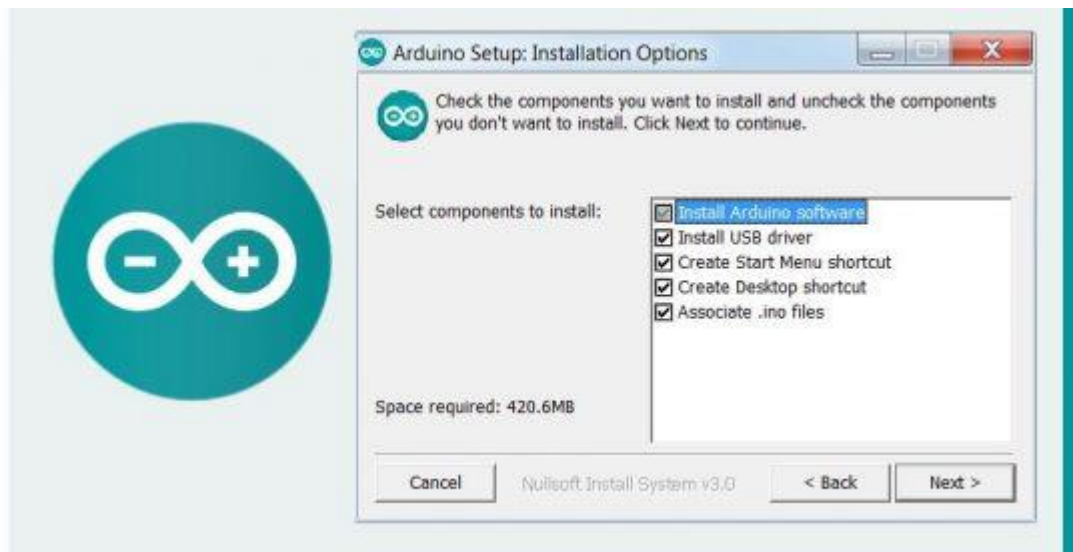 Arduino Setup: Installation Options
Check the components you want to install and uncheck the components
you don't want to install. Click Next to continue.
Select components to install:
Install Arduino software
Install USB driver
Create Start Menu shortcut
Create Desktop shortcut
Associate .ino files
Space required: 420.6MB
Cancel
Nullsoft Install System v3.0
< Back
Next >